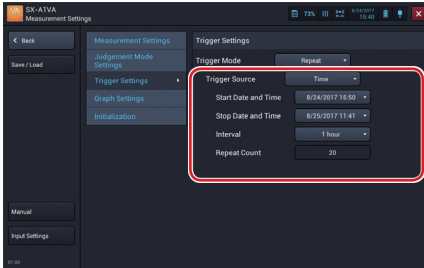 SX-A1VA
Measurement Settings
73%
8/24/2017
15:40
Back
Save / Load
Manual
Input Settings
01.00
Measurement Settings
Judgement Mode
Settings
Trigger Settings
Graph Settings
Initialization
Trigger Settings
Trigger Mode Repeat
Trigger Source Time
Start Date and Time 8/24/2017 15:50
Stop Date and Time 8/25/2017 11:41
Interval 1 hour
Repeat Count 20